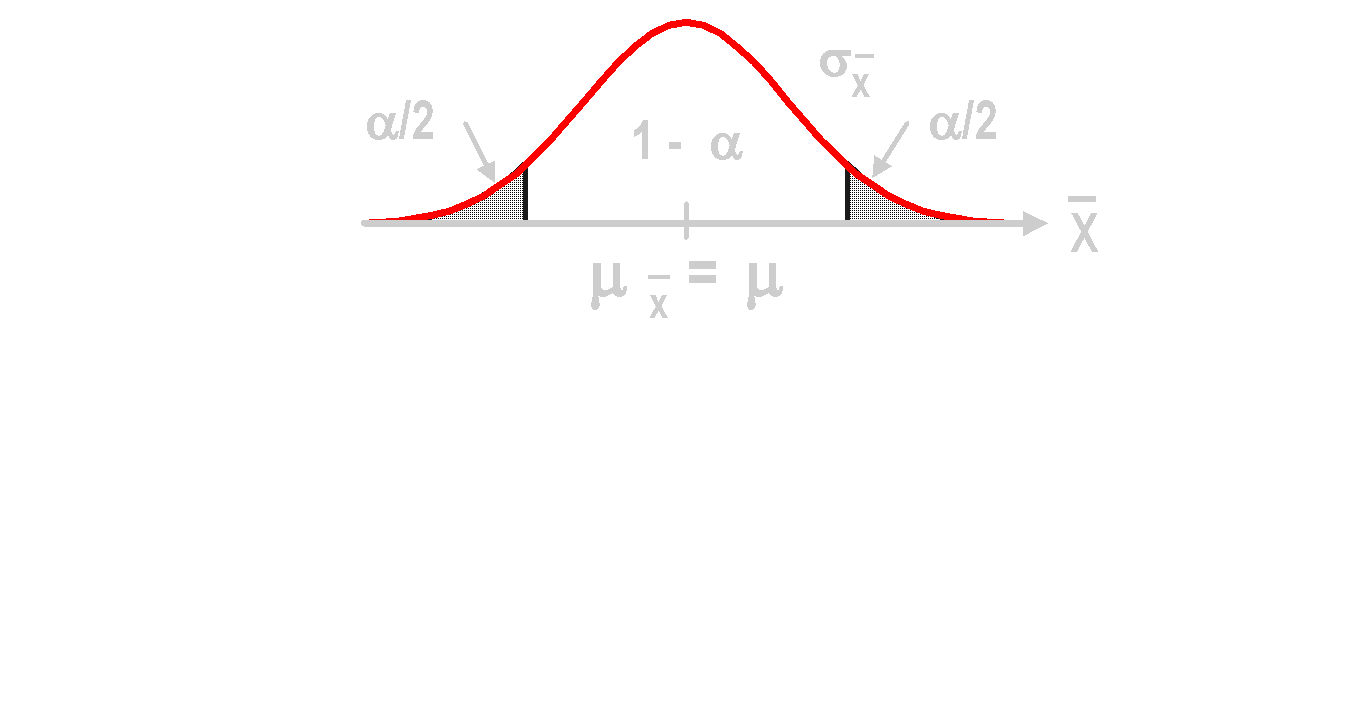 σx̄
α/2
1 - α
α/2
X̄
μx̄ = μ